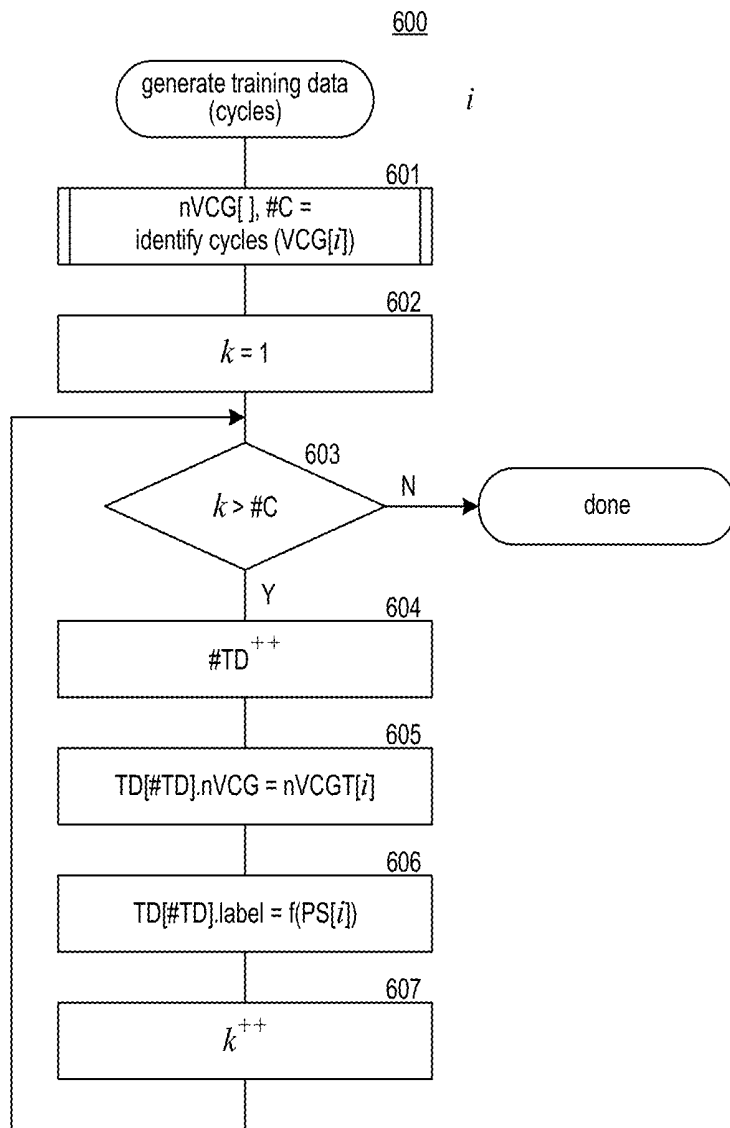 600
generate training data
(cycles)
i
601
nVCG[ ], #C =
identify cycles (VCG[i])
602
k = 1
603
k > #C
N
done
Y
604
#TD++
605
TD[#TD].nVCG = nVCGT[i]
606
TD[#TD].label = f(PS[i])
607
k++